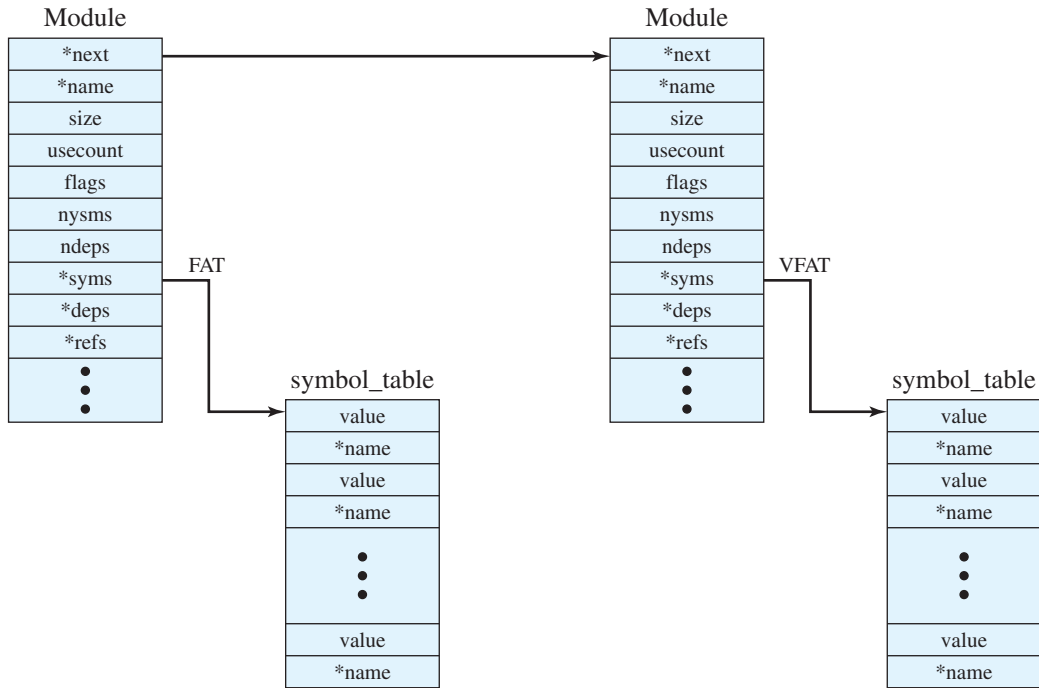 Module
*next
*name
size
usecount
flags
nysms
ndeps
*syms
*deps
*refs
FAT
symbol_table
value
*name
value
*name
value
*name
Module
*next
*name
size
usecount
flags
nysms
ndeps
*syms
*deps
*refs
VFAT
symbol_table
value
*name
value
*name
value
*name